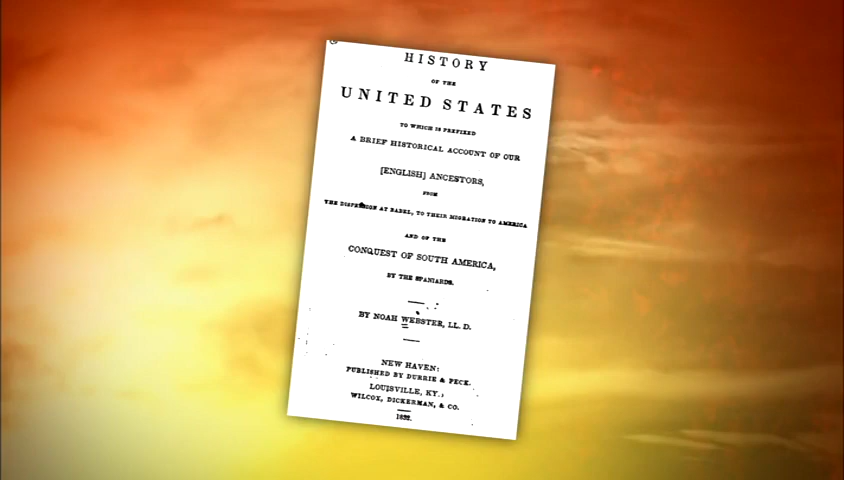 HISTORY
OF THE
UNITED STATES
TO WHICH IS PREFIXED
A BRIEF HISTORICAL ACCOUNT OF OUR
[ENGLISH] ANCESTORS,
FROM
THE DISPERSION AT BABEL, TO THEIR MIGRATION TO AMERICA
AND OF THE
CONQUEST OF SOUTH AMERICA,
BY THE SPANIARDS.
BY NOAH WEBSTER, LL. D.
NEW HAVEN:
PUBLISHED BY DURRIE & PECK.
LOUISVILLE, KY.,
WILCOX, DICKERMAN, & CO.
1832.